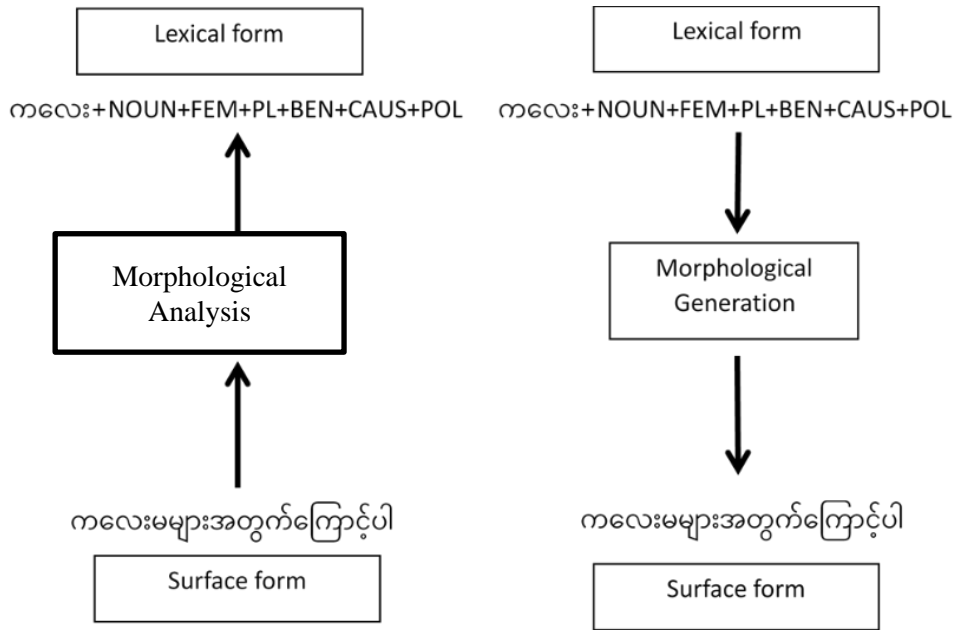 Lexical form
ကလေး+NOUN+FEM+PL+BEN+CAUS+POL
Morphological
Analysis
ကလေးမများအတွက်ကြောင့်ပါ
Surface form
Lexical form
ကလေး+NOUN+FEM+PL+BEN+CAUS+POL
Morphological
Generation
ကလေးမများအတွက်ကြောင့်ပါ
Surface form